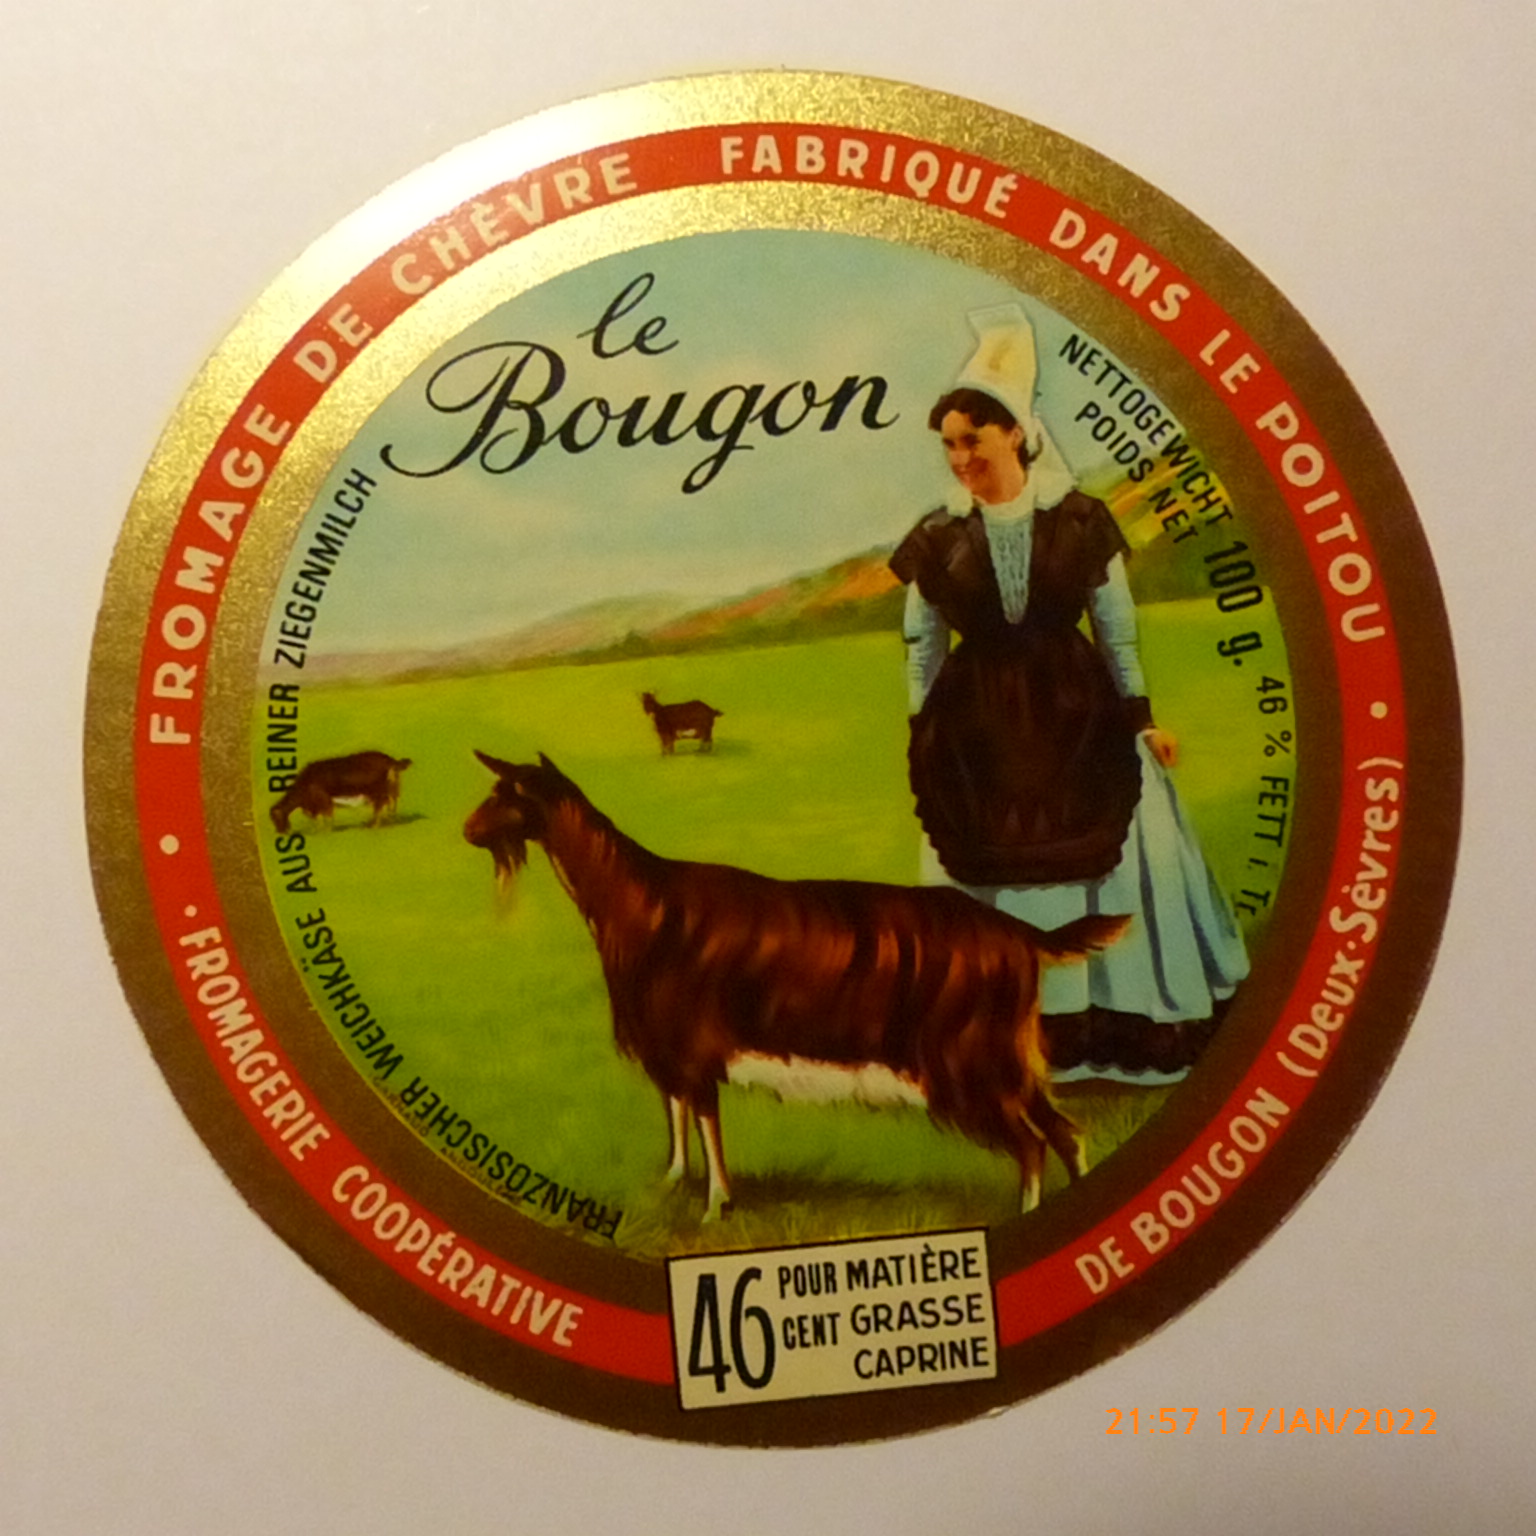 FROMAGE DE CHÈVRE FABRIQUÉ DANS LE POITOU
le
Bougon
FRANZÖSISCHER WEICHKÄSE AUS REINER ZIEGENMILCH
NETTOGEWICHT
POIDS NET
100 g. 46 % FETT i. Tr.
FROMAGERIE COOPÉRATIVE
DE BOUGON (Deux-Sèvres)
46 POUR CENT
MATIÈRE
GRASSE
CAPRINE
21:57 17/JAN/2022